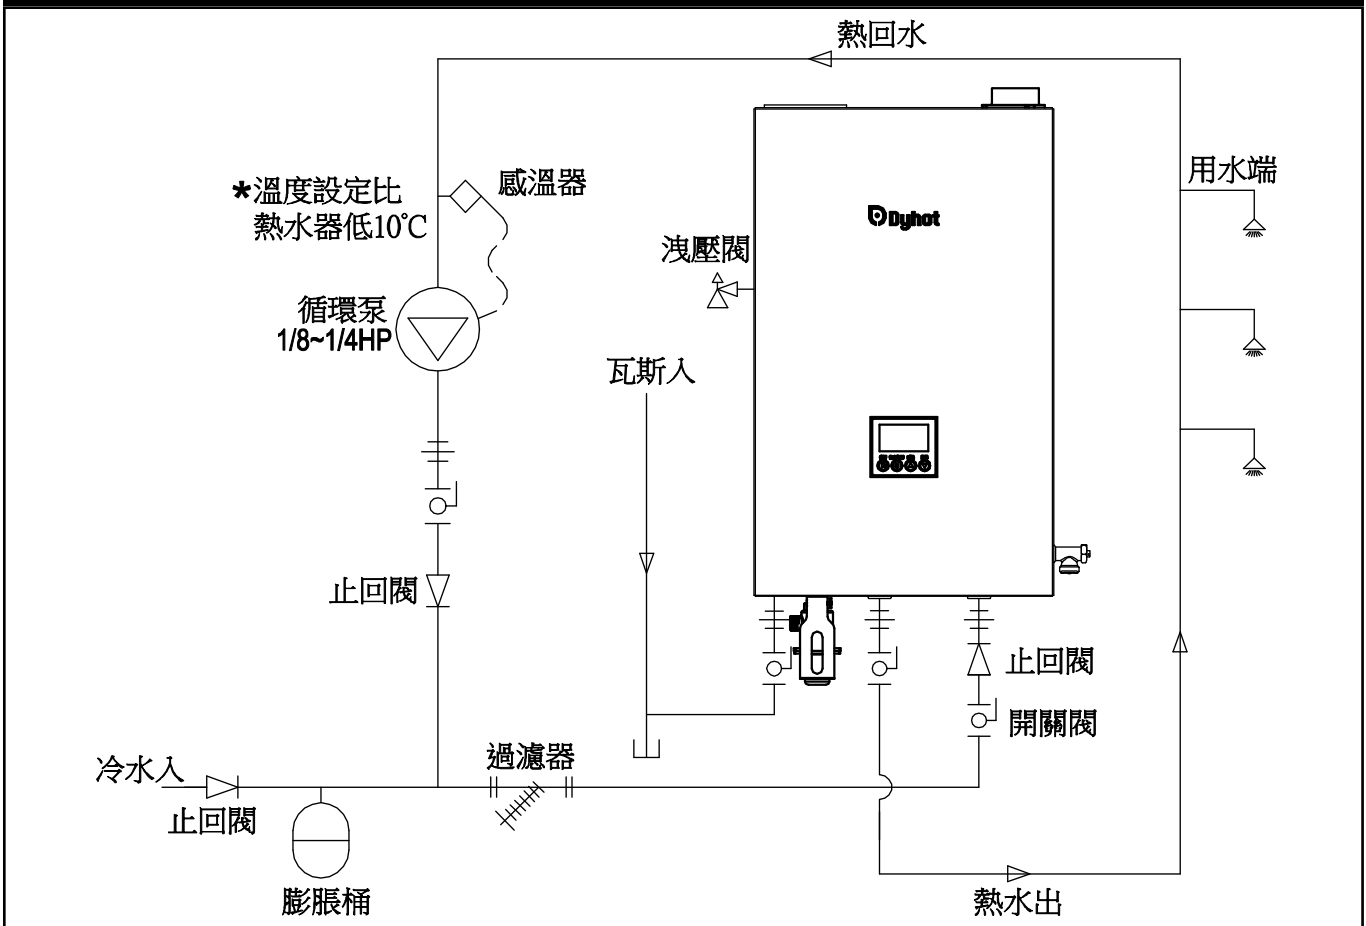 熱回水
感溫器
*溫度設定比
熱水器低10℃
用水端
Dyhot
洩壓閥
循環泵
1/8~1/4HP
瓦斯入
止回閥
止回閥
開關閥
過濾器
冷水入
止回閥
膨脹桶
熱水出